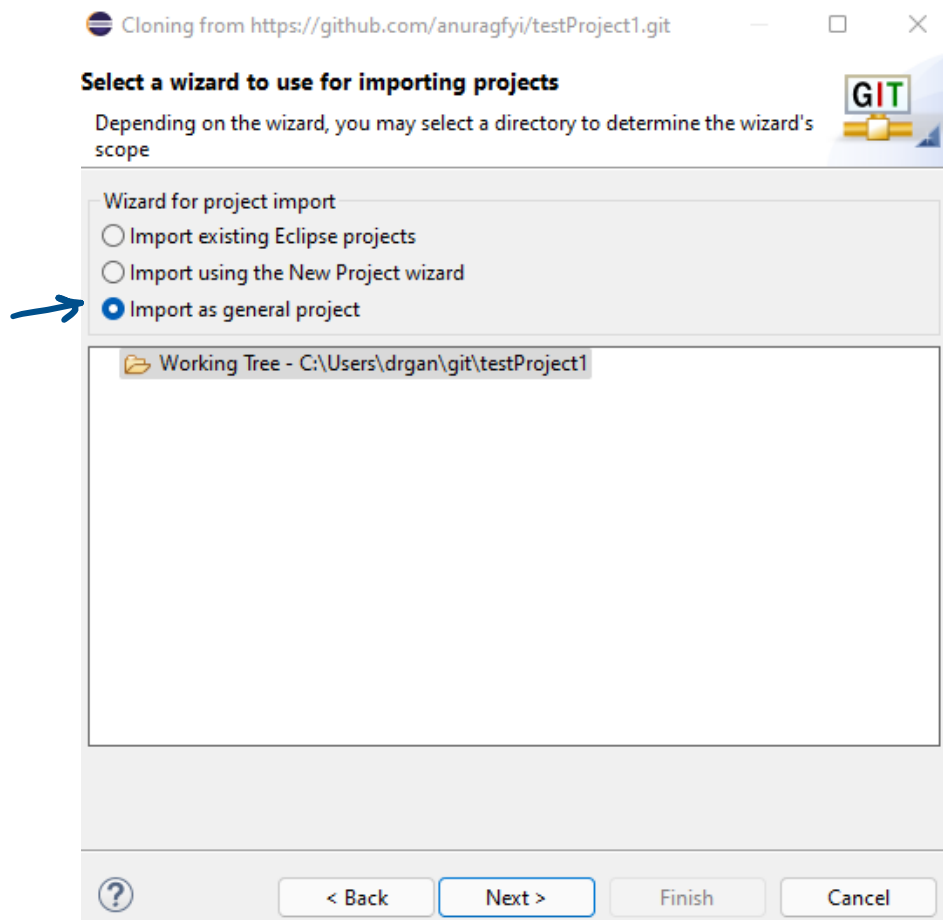 Cloning from https://github.com/anuragfyi/testProject1.git
Select a wizard to use for importing projects
GIT
Depending on the wizard, you may select a directory to determine the wizard's
scope
Wizard for project import
Import existing Eclipse projects
Import using the New Project wizard
Import as general project
Working Tree - C:\Users\drgan\git\testProject1
?
< Back
Next >
Finish
Cancel